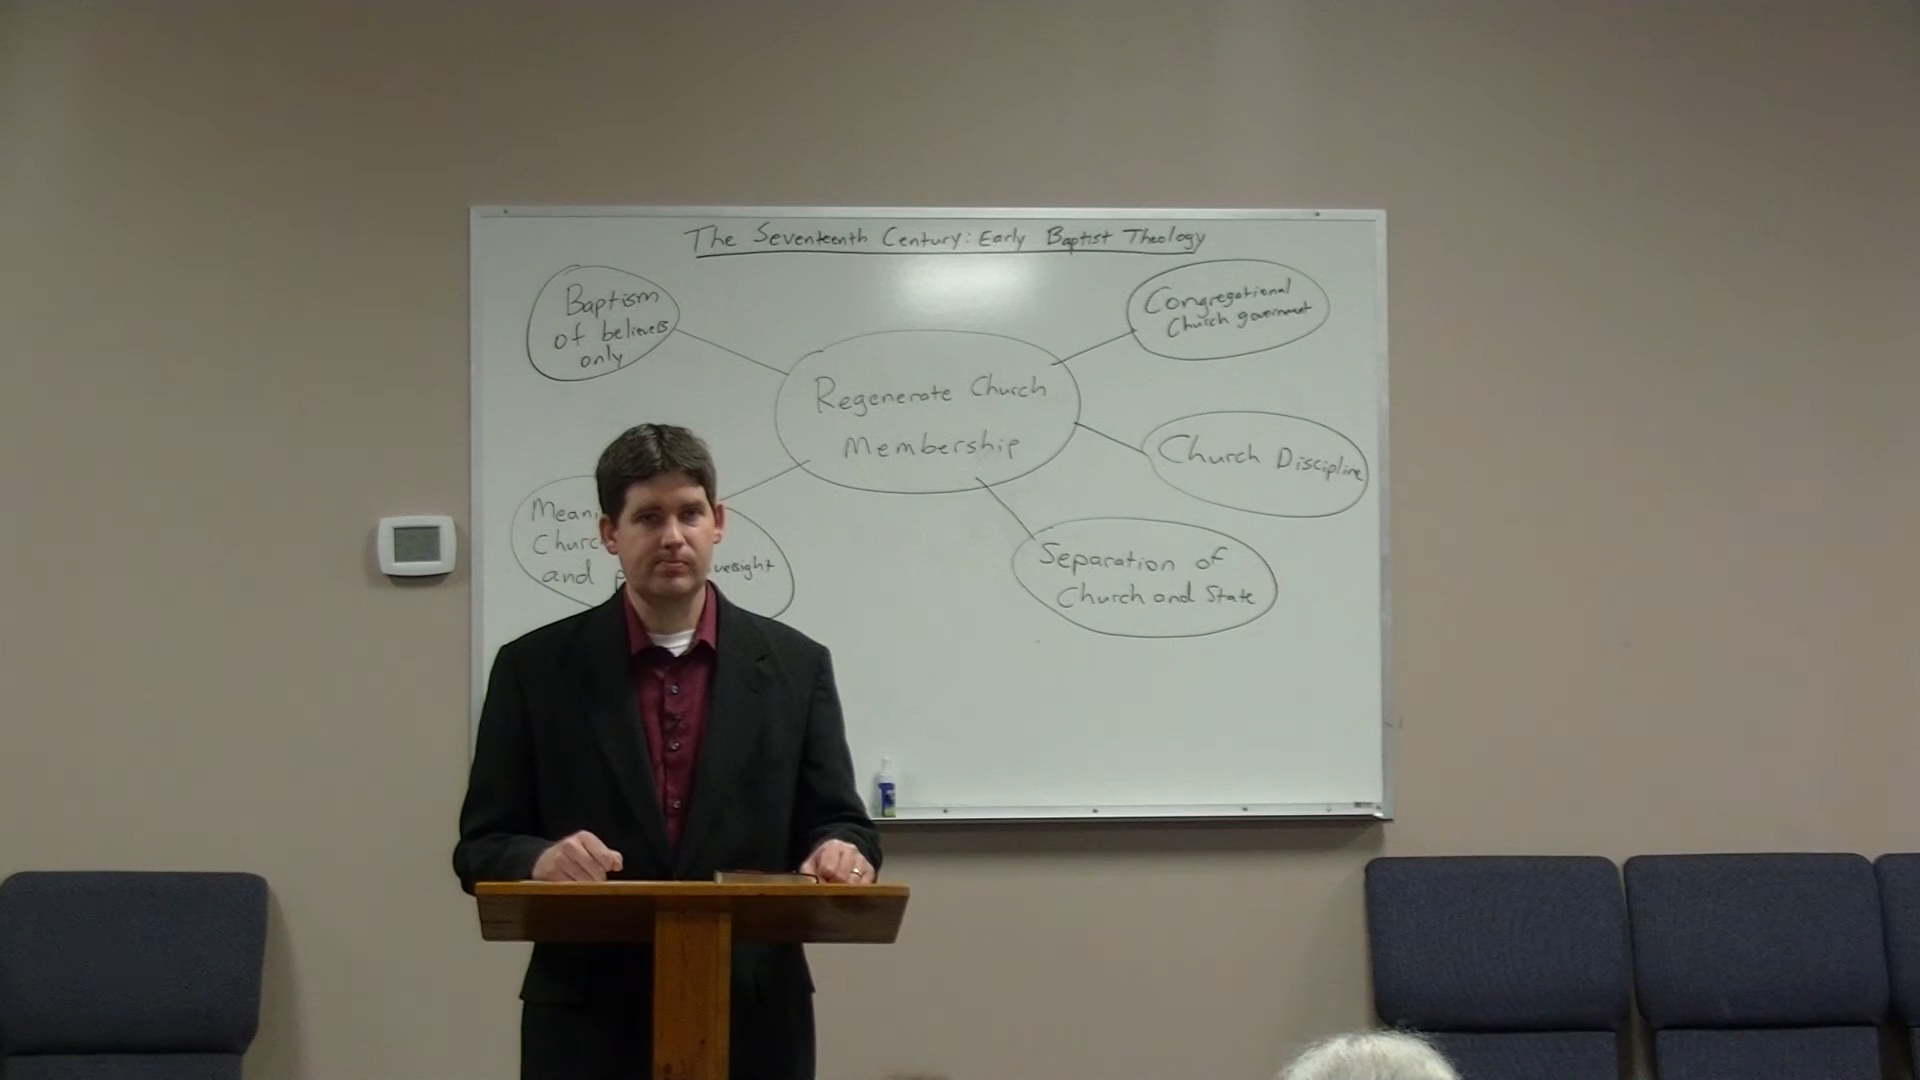 The Seventeenth Century: Early Baptist Theology
Baptism
of believers
only
Congregational
Church government
Regenerate Church
Membership
Church Discipline
and
Separation of
Church and State